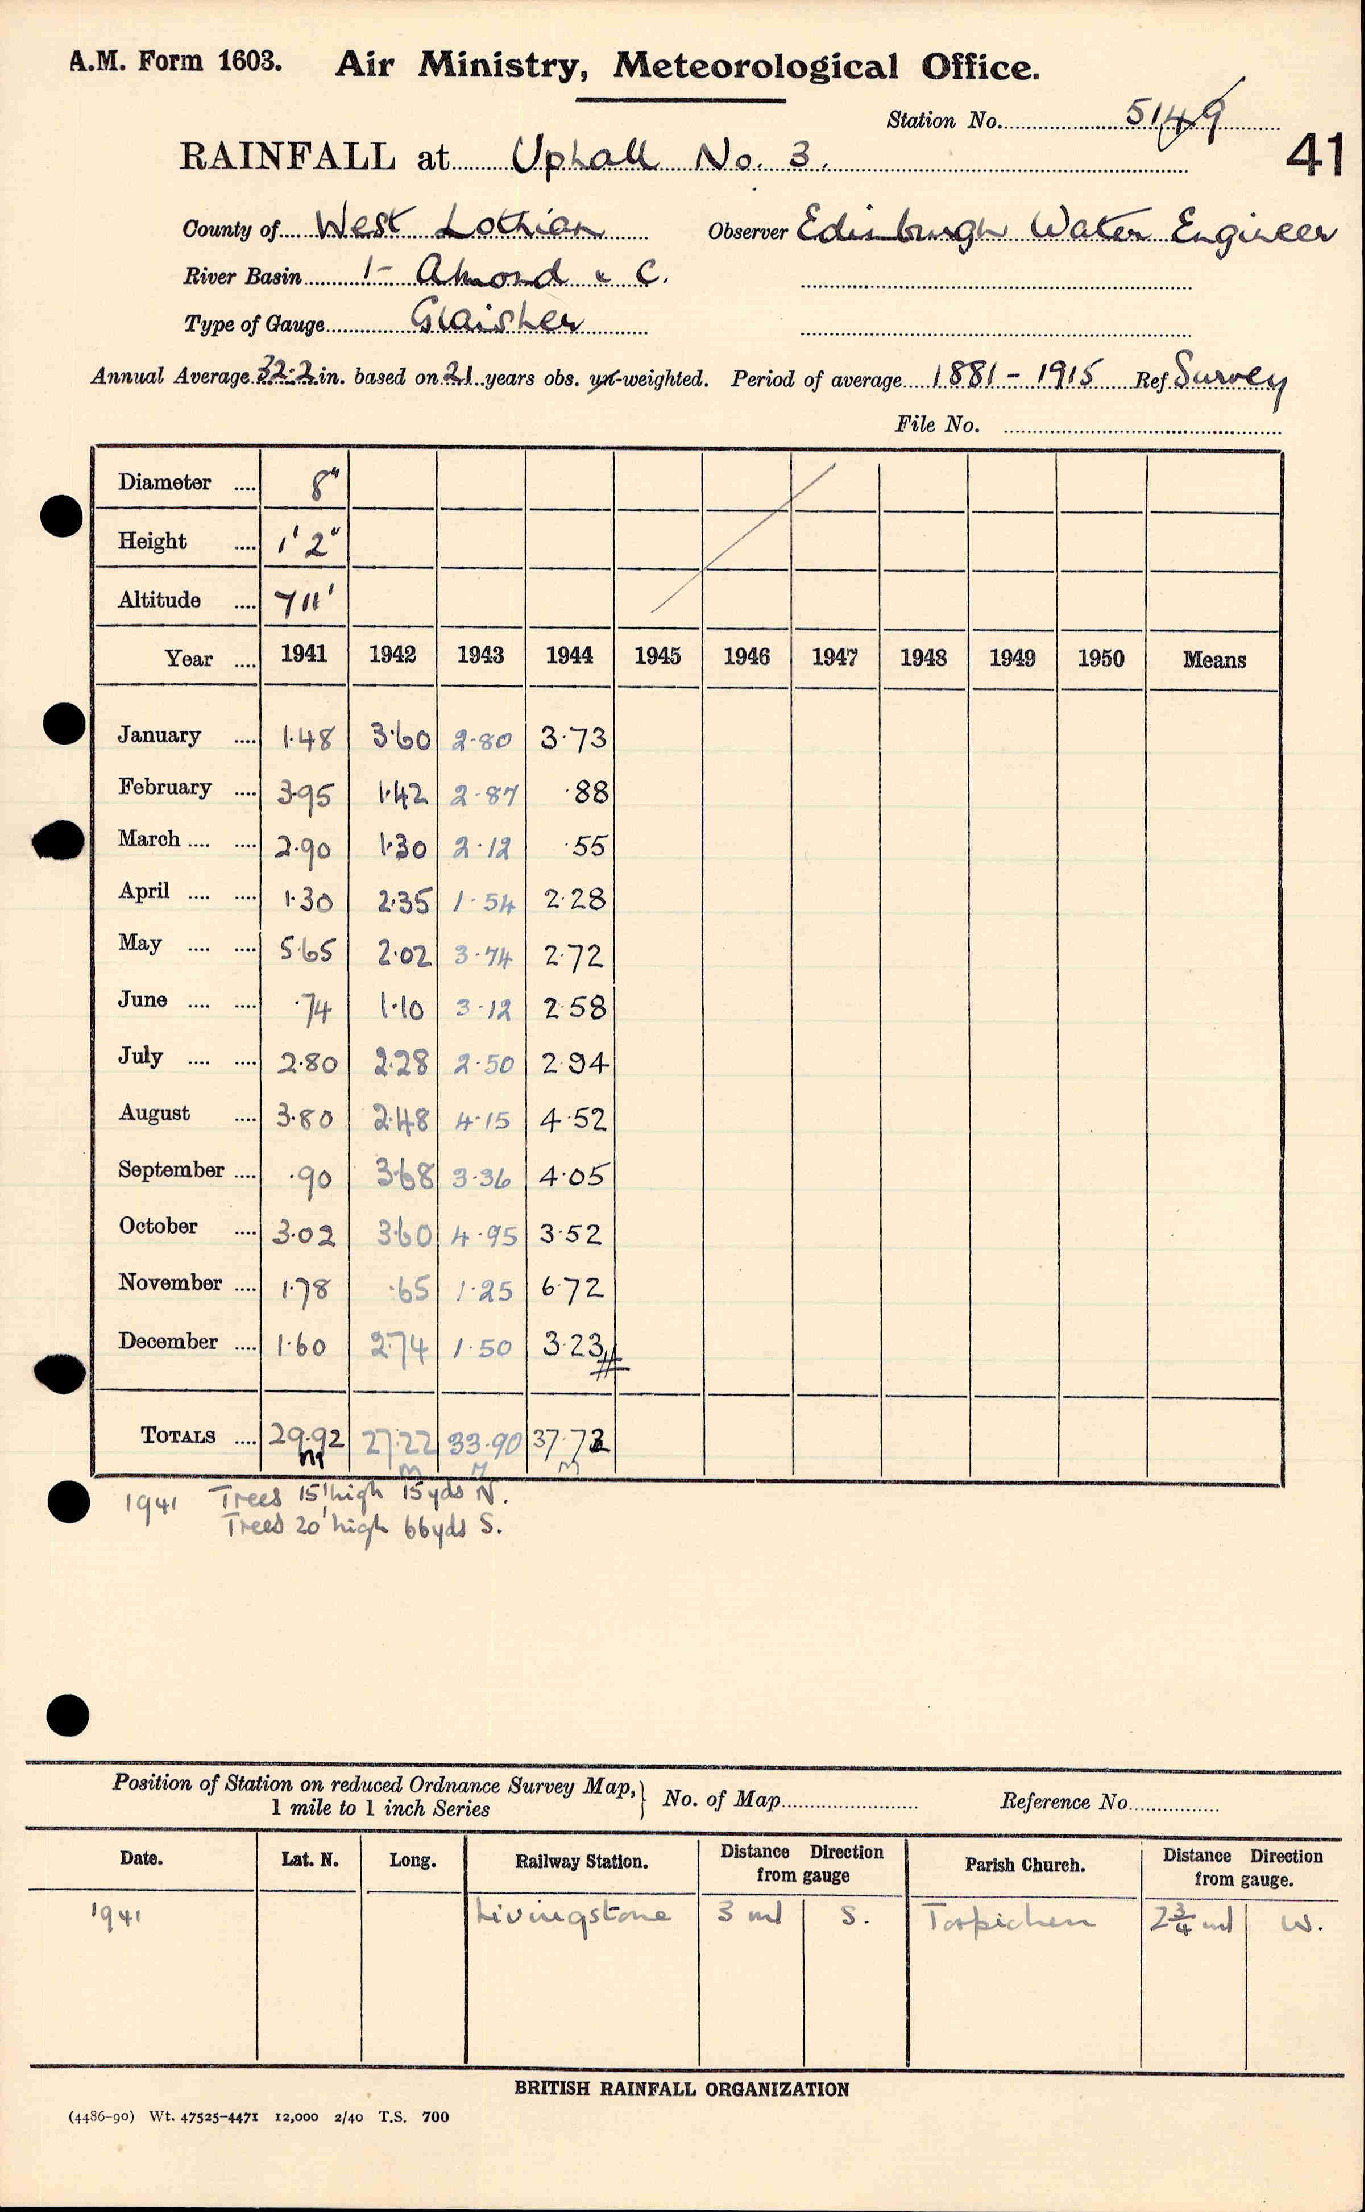 A.M. Form 1603. Air Ministry, Meteorological Office.
Station No. 5149
41
RAINFALL at Uphall No. 3.
County of West Lothian Observer Edinburgh Water Engineer
River Basin 1- Almond & C.
Type of Gauge Glaisher
Annual Average 32.2 in. based on 21 years obs. un-weighted. Period of average 1881 - 1915 Ref Survey
File No.
Diameter .... 8"
Height .... 1' 2"
Altitude .... 711'
Year .... 1941 1942 1943 1944 1945 1946 1947 1948 1949 1950 Means
January .... 1.48 3.60 2.80 3.73
February .... 3.95 1.42 2.87 .88
March .... .... 2.90 1.30 2.12 .55
April .... .... 1.30 2.35 1.54 2.28
May .... .... 5.65 2.02 3.74 2.72
June .... .... .74 1.10 3.12 2.58
July .... .... 2.80 2.28 2.50 2.94
August .... 3.80 2.48 4.15 4.52
September .... .90 3.68 3.36 4.05
October .... 3.02 3.60 4.95 3.52
November .... 1.78 .65 1.25 6.72
December .... 1.60 2.74 1.50 3.23
TOTALS .... 29.92 27.22 33.90 37.72
m m M m
1941 Trees 15' high 15 yds N.
Trees 20' high 66 yds S.
Position of Station on reduced Ordnance Survey Map, 1 mile to 1 inch Series } No. of Map Reference No.
Date. Lat. N. Long. Railway Station. Distance Direction from gauge Parish Church. Distance Direction from gauge.
1941 Livingstone 3 ml S. Torpichen 2¾ ml W.
BRITISH RAINFALL ORGANIZATION
(4486-90) Wt. 47525-4471 12,000 2/40 T.S. 700